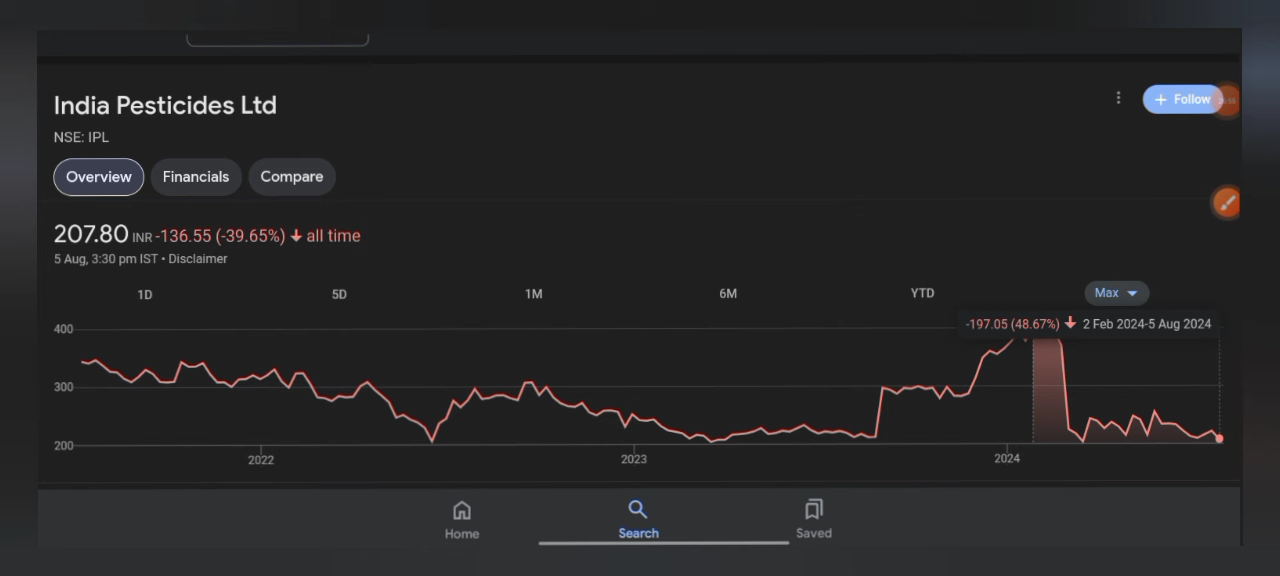 India Pesticides Ltd
+ Follow
NSE: IPL
Overview Financials Compare
207.80 INR -136.55 (-39.65%) ↓ all time
5 Aug, 3:30 pm IST • Disclaimer
1D 5D 1M 6M YTD Max
-197.05 (48.67%) ↓ 2 Feb 2024-5 Aug 2024
400
300
200
2022 2023 2024
Home Search Saved